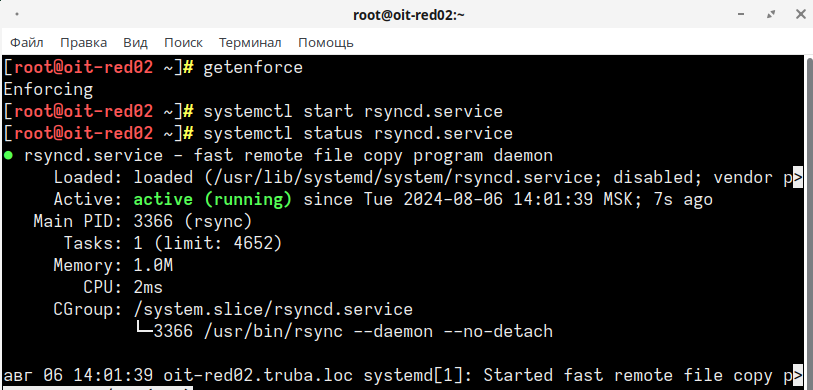 root@oit-red02:~
Файл Правка Вид Поиск Терминал Помощь
[root@oit-red02 ~]# getenforce
Enforcing
[root@oit-red02 ~]# systemctl start rsyncd.service
[root@oit-red02 ~]# systemctl status rsyncd.service
● rsyncd.service - fast remote file copy program daemon
Loaded: loaded (/usr/lib/systemd/system/rsyncd.service; disabled; vendor p>
Active: active (running) since Tue 2024-08-06 14:01:39 MSK; 7s ago
Main PID: 3366 (rsync)
Tasks: 1 (limit: 4652)
Memory: 1.0M
CPU: 2ms
CGroup: /system.slice/rsyncd.service
└─3366 /usr/bin/rsync --daemon --no-detach
авг 06 14:01:39 oit-red02.truba.loc systemd[1]: Started fast remote file copy p>